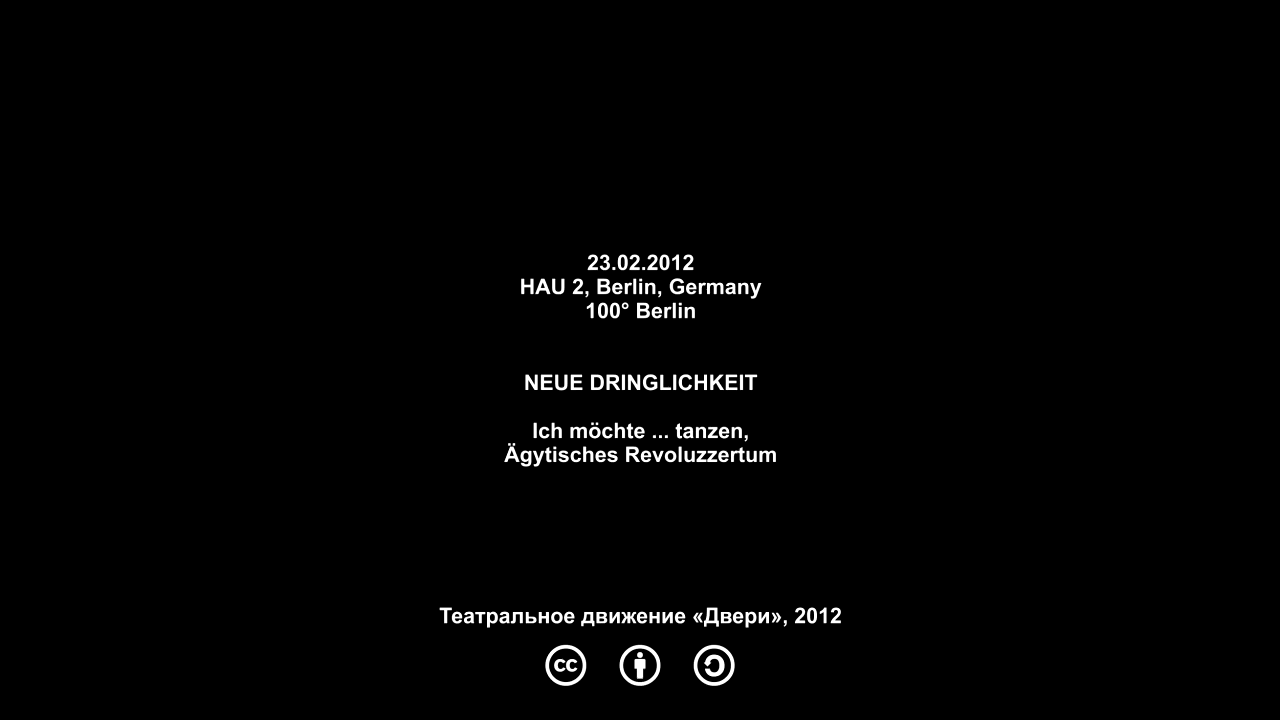 23.02.2012
HAU 2, Berlin, Germany
100° Berlin
NEUE DRINGLICHKEIT
Ich möchte ... tanzen,
Ägytisches Revoluzzertum
Театральное движение «Двери», 2012
cc